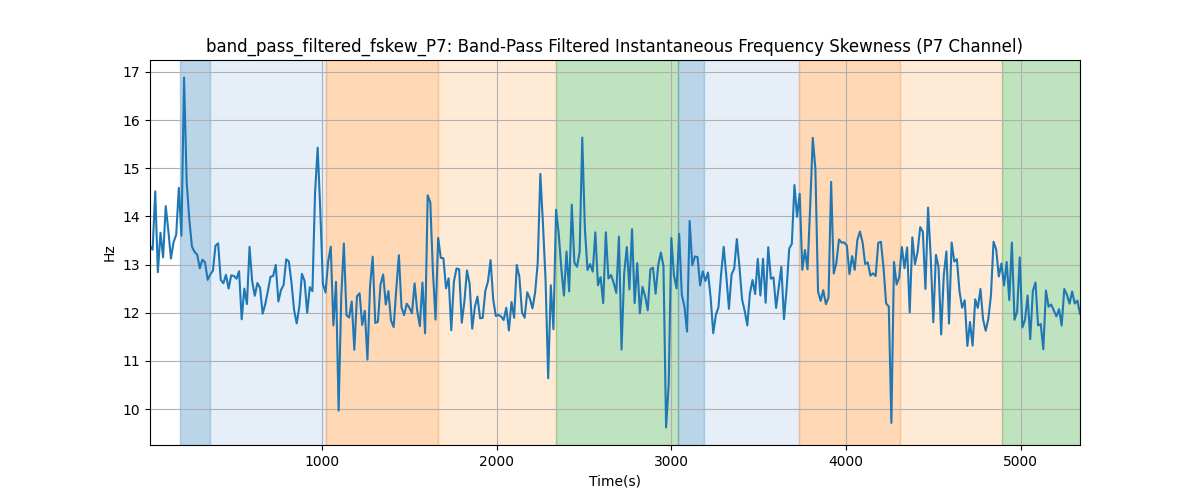 band_pass_filtered_fskew_P7: Band-Pass Filtered Instantaneous Frequency Skewness (P7 Channel)
17
16
15
14
13
12
11
10
Hz
1000 2000 3000 4000 5000
Time(s)